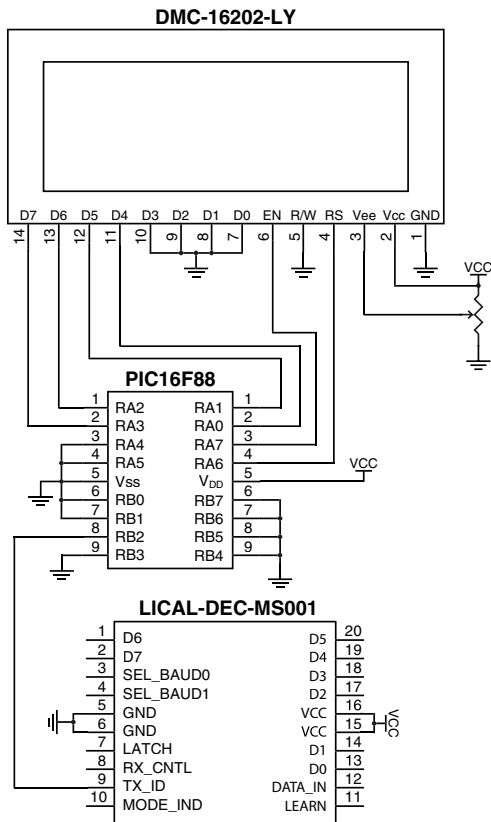 DMC-16202-LY
D7 D6 D5 D4 D3 D2 D1 D0 EN R/W RS Vee Vcc GND
14 13 12 11 10 9 8 7 6 5 4 3 2 1
VCC
PIC16F88
1 RA2 RA1 1
2 RA3 RA0 2
3 RA4 RA7 3
4 RA5 RA6 4
5 Vss VDD 5 VCC
6 RB0 RB7 6
7 RB1 RB6 7
8 RB2 RB5 8
9 RB3 RB4 9
LICAL-DEC-MS001
1 D6 D5 20
2 D7 D4 19
3 SEL_BAUD0 D3 18
4 SEL_BAUD1 D2 17
5 GND VCC 16
6 GND VCC 15 VCC
7 LATCH D1 14
8 RX_CNTL D0 13
9 TX_ID DATA_IN 12
10 MODE_IND LEARN 11